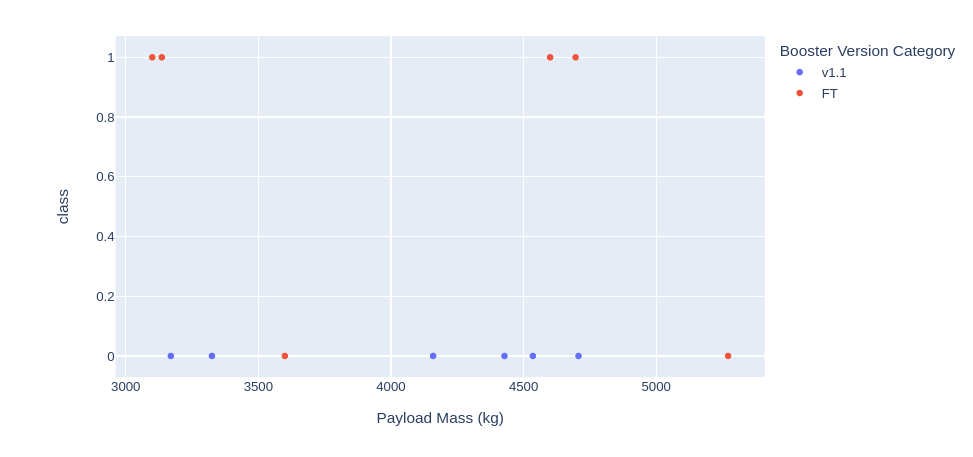 Booster Version Category
v1.1
FT
1
0.8
0.6
0.4
0.2
0
class
3000 3500 4000 4500 5000
Payload Mass (kg)